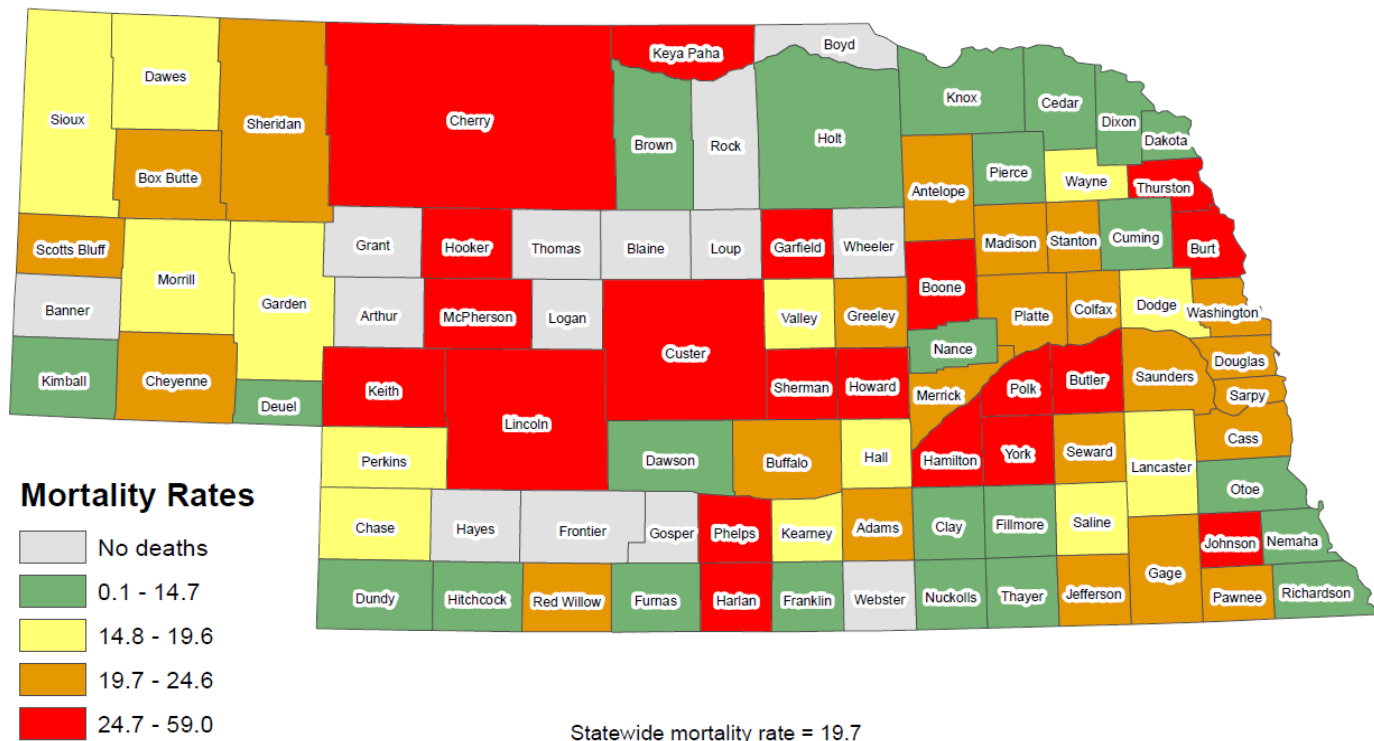 Keya Paha
Boyd
Dawes
Knox
Cedar
Sioux
Sheridan
Cherry
Dixon
Dakota
Brown
Rock
Holt
Box Butte
Pierce
Wayne
Thurston
Antelope
Scotts Bluff
Grant
Hooker
Thomas
Blaine
Loup
Garfield
Wheeler
Madison
Stanton
Cuming
Burt
Morrill
Garden
Boone
Banner
Arthur
McPherson
Logan
Valley
Greeley
Platte
Colfax
Dodge
Washington
Custer
Nance
Kimball
Cheyenne
Deuel
Keith
Lincoln
Sherman
Howard
Merrick
Polk
Butler
Saunders
Douglas
Sarpy
Perkins
Dawson
Buffalo
Hall
Hamilton
York
Seward
Lancaster
Cass
Otoe
Chase
Hayes
Frontier
Gosper
Phelps
Kearney
Adams
Clay
Fillmore
Saline
Gage
Johnson
Nemaha
Dundy
Hitchcock
Red Willow
Furnas
Harlan
Franklin
Webster
Nuckolls
Thayer
Jefferson
Pawnee
Richardson
Mortality Rates
No deaths
0.1 - 14.7
14.8 - 19.6
19.7 - 24.6
24.7 - 59.0
Statewide mortality rate = 19.7